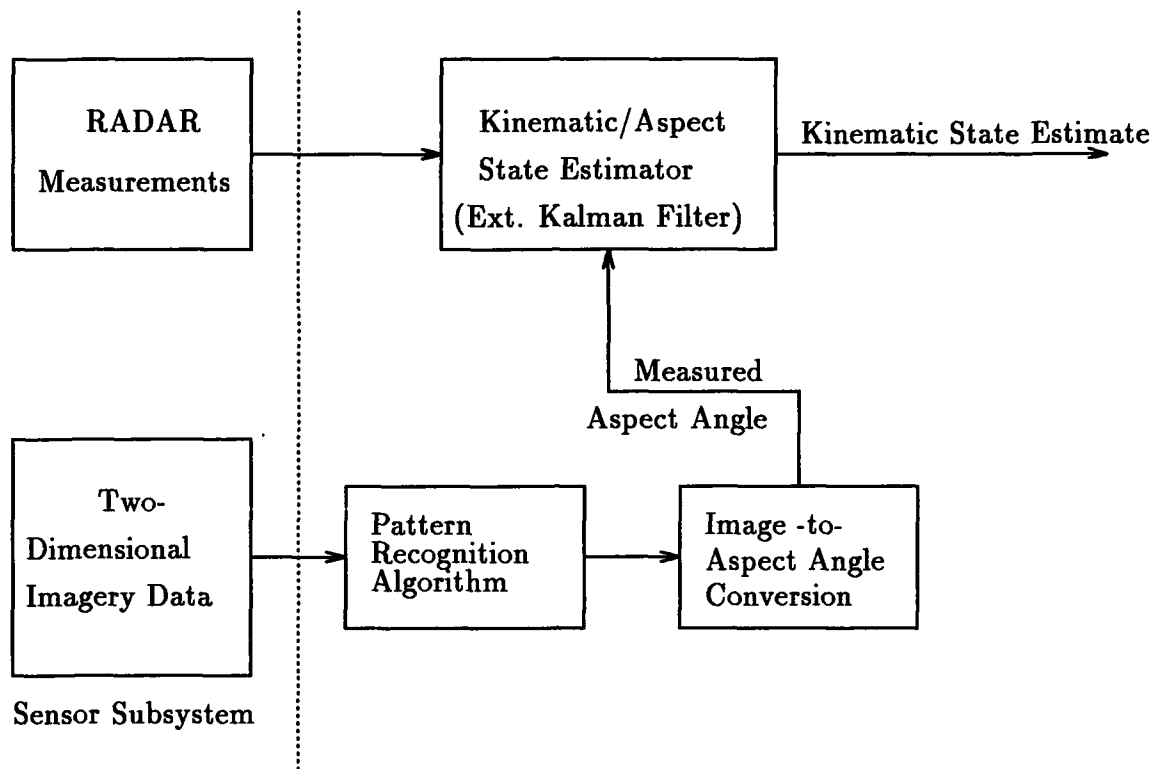 RADAR
Measurements
Kinematic/Aspect
State Estimator
(Ext. Kalman Filter)
Kinematic State Estimate
Measured
Aspect Angle
Two-
Dimensional
Imagery Data
Pattern
Recognition
Algorithm
Image -to-
Aspect Angle
Conversion
Sensor Subsystem